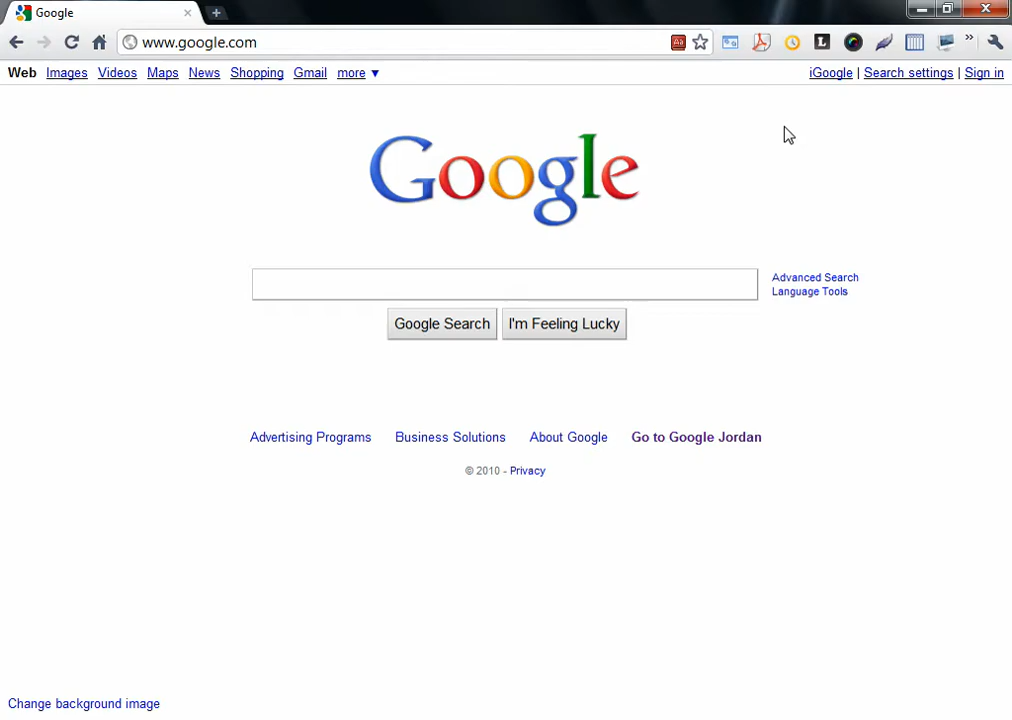 Google
www.google.com
Web Images Videos Maps News Shopping Gmail more ▼ iGoogle | Search settings | Sign in
Google
Advanced Search
Language Tools
Google Search I'm Feeling Lucky
Advertising Programs Business Solutions About Google Go to Google Jordan
© 2010 - Privacy
Change background image